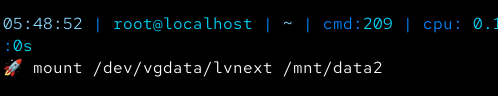 05:48:52 | root@localhost | ~ | cmd:209 | cpu: 0.1
:0s
🚀 mount /dev/vgdata/lvnext /mnt/data2